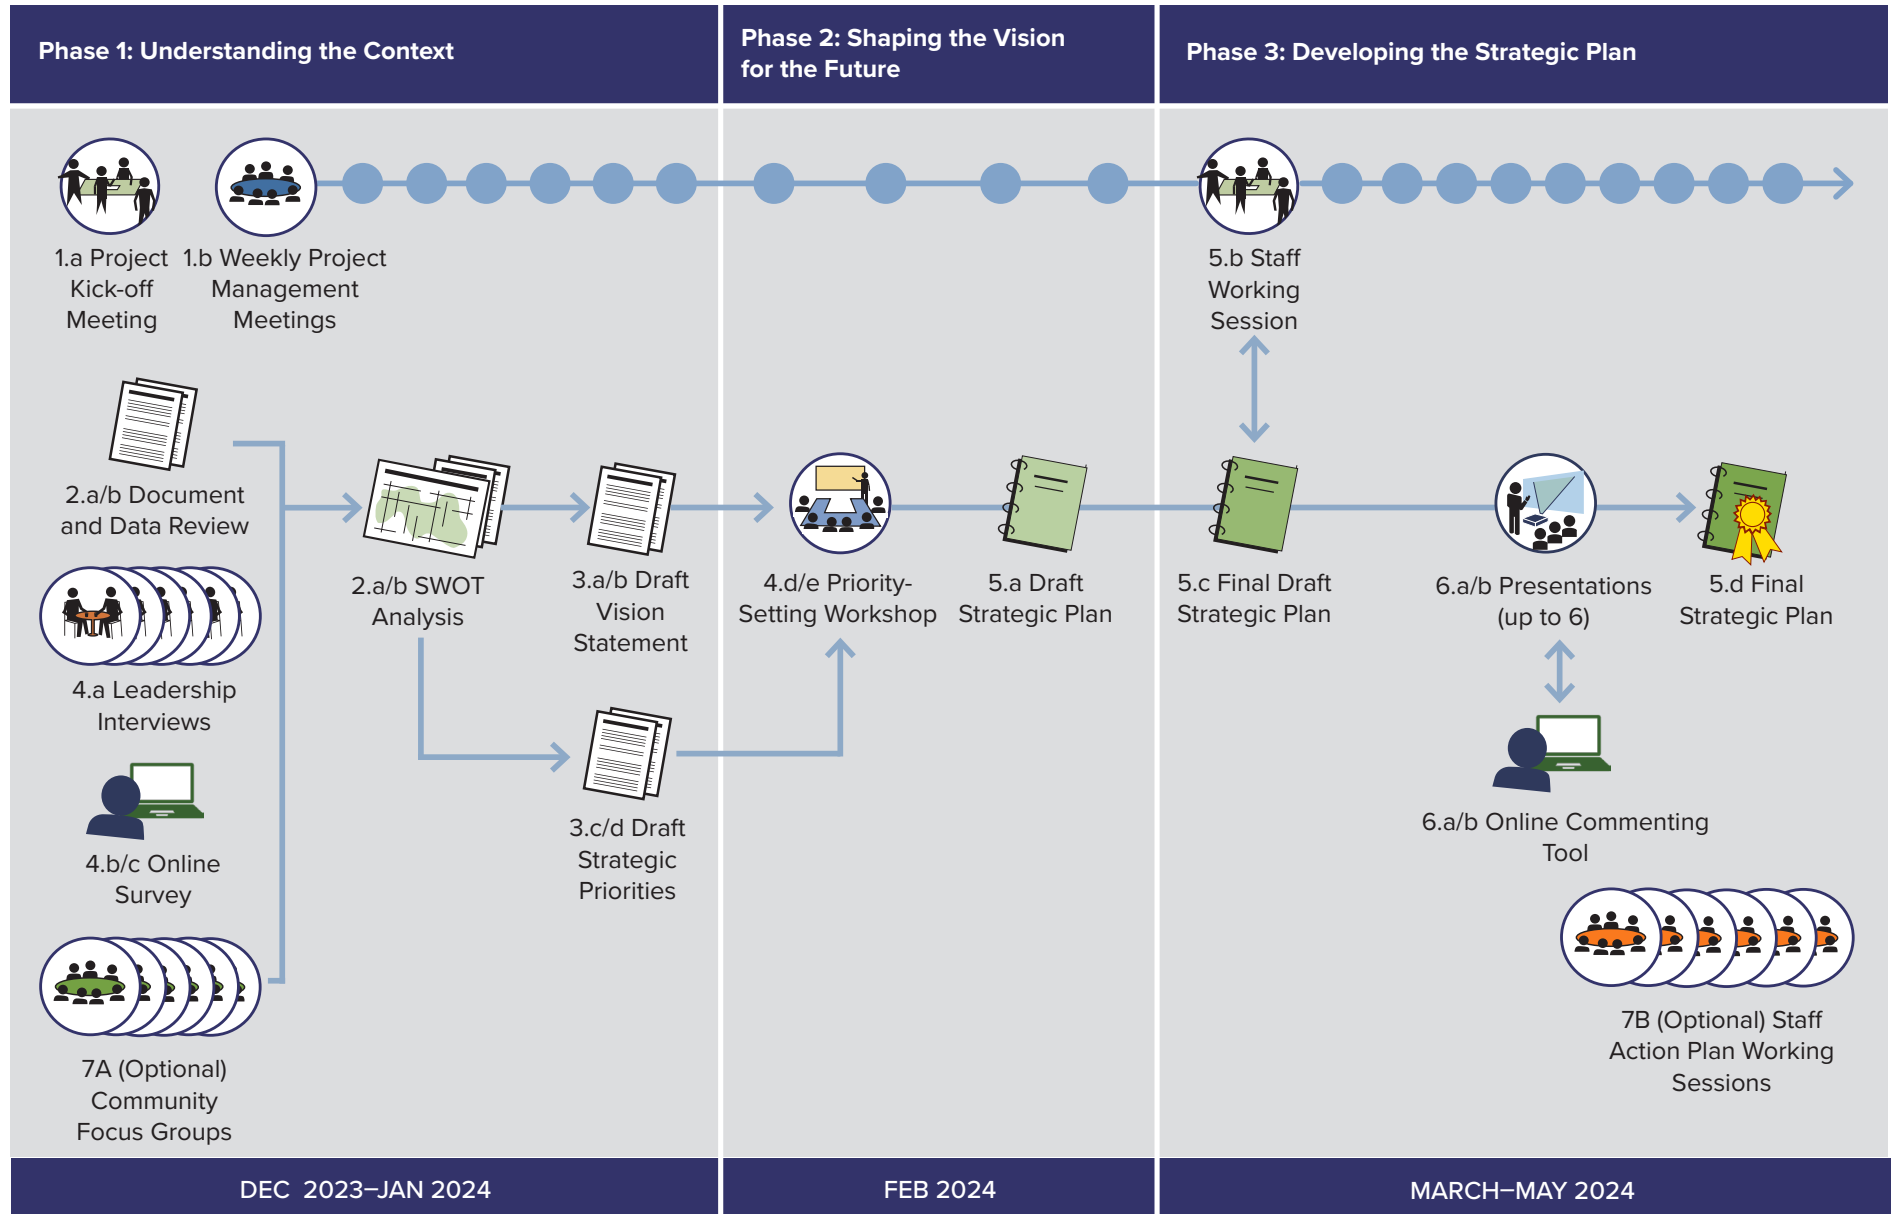 Phase 1: Understanding the Context
Phase 2: Shaping the Vision
for the Future
Phase 3: Developing the Strategic Plan
1.a Project
Kick-off
Meeting
1.b Weekly Project
Management
Meetings
5.b Staff
Working
Session
2.a/b Document
and Data Review
2.a/b SWOT
Analysis
3.a/b Draft
Vision
Statement
4.d/e Priority-
Setting Workshop
5.a Draft
Strategic Plan
5.c Final Draft
Strategic Plan
6.a/b Presentations
(up to 6)
5.d Final
Strategic Plan
4.a Leadership
Interviews
4.b/c Online
Survey
3.c/d Draft
Strategic
Priorities
6.a/b Online Commenting
Tool
7A (Optional)
Community
Focus Groups
7B (Optional) Staff
Action Plan Working
Sessions
DEC 2023–JAN 2024
FEB 2024
MARCH–MAY 2024